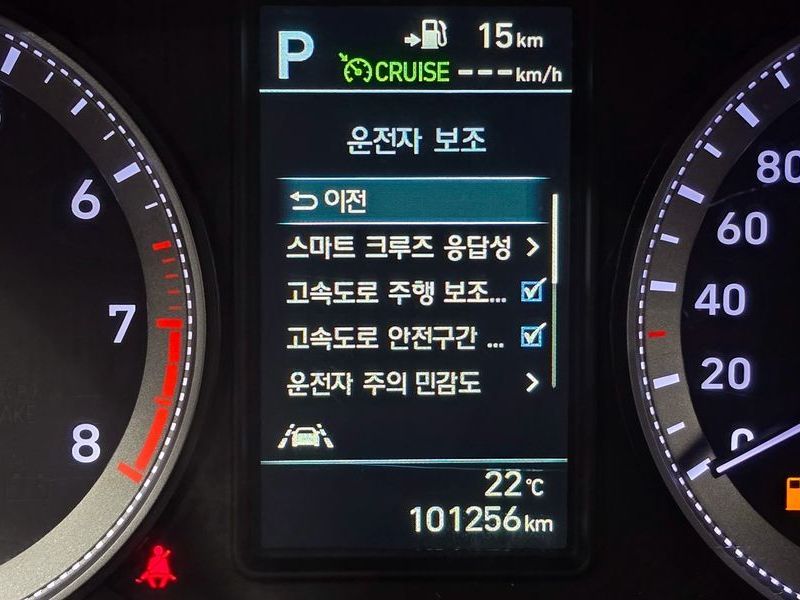 P
15km
CRUISE ---km/h
운전자 보조
이전
스마트 크루즈 응답성
고속도로 주행 보조...
고속도로 안전구간 ...
운전자 주의 민감도
22℃
101256km
6
7
8
80
60
40
20
0